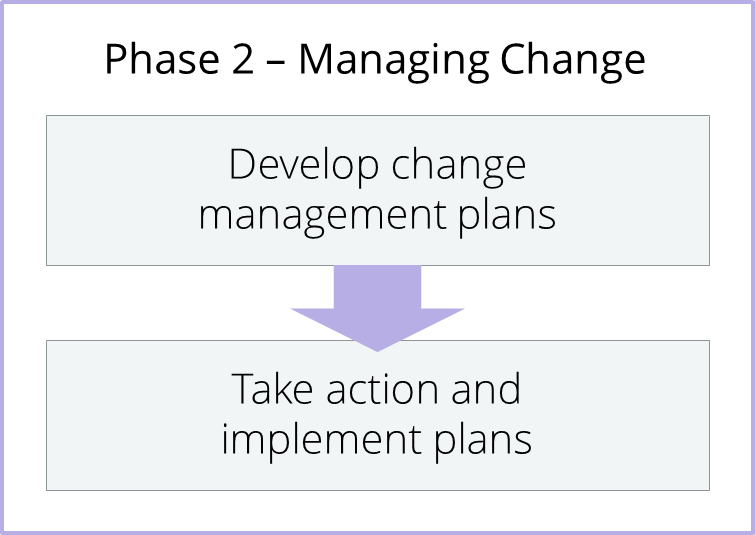 Phase 2 – Managing Change
Develop change
management plans
Take action and
implement plans